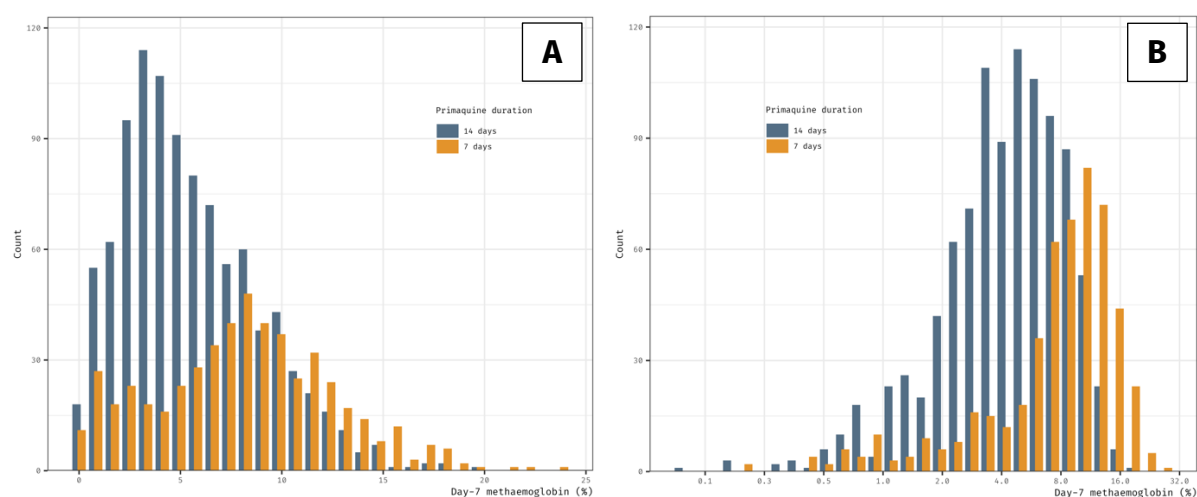 A
120
90
60
30
0
Count
Primaquine duration
14 days
7 days
0
5
10
15
20
25
Day-7 methaemoglobin (%)
B
120
90
60
30
0
Count
Primaquine duration
14 days
7 days
0.1
0.3
0.5
1.0
2.0
4.0
8.0
16.0
32.0
Day-7 methaemoglobin (%)